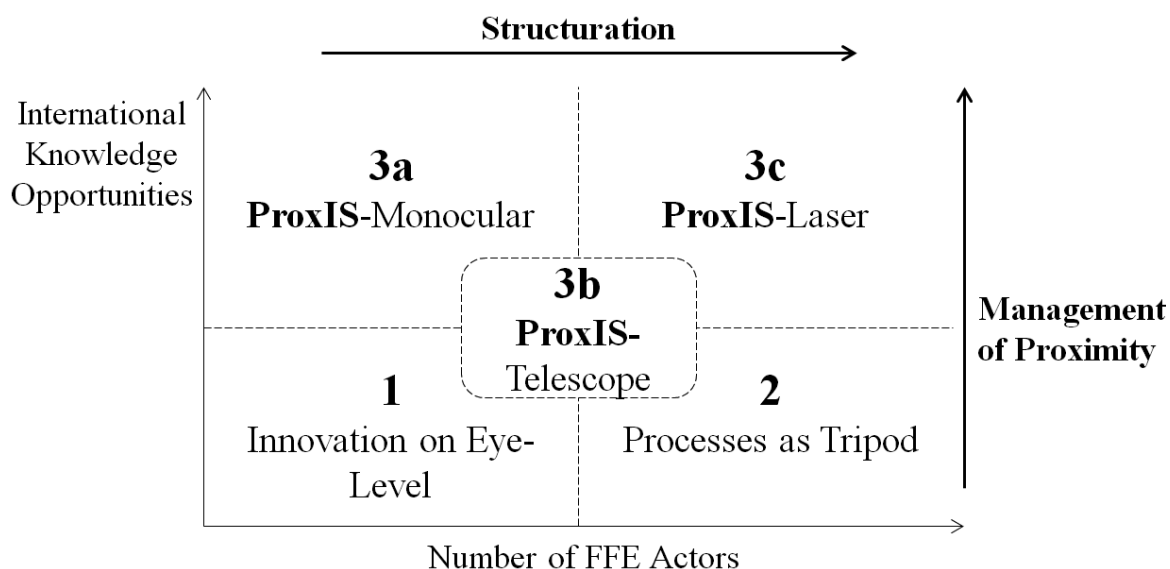 Structuration
International
Knowledge
Opportunities
3a
ProxIS-Monocular
3c
ProxIS-Laser
3b
ProxIS-
Telescope
Management
of Proximity
1
Innovation on Eye-
Level
2
Processes as Tripod
Number of FFE Actors